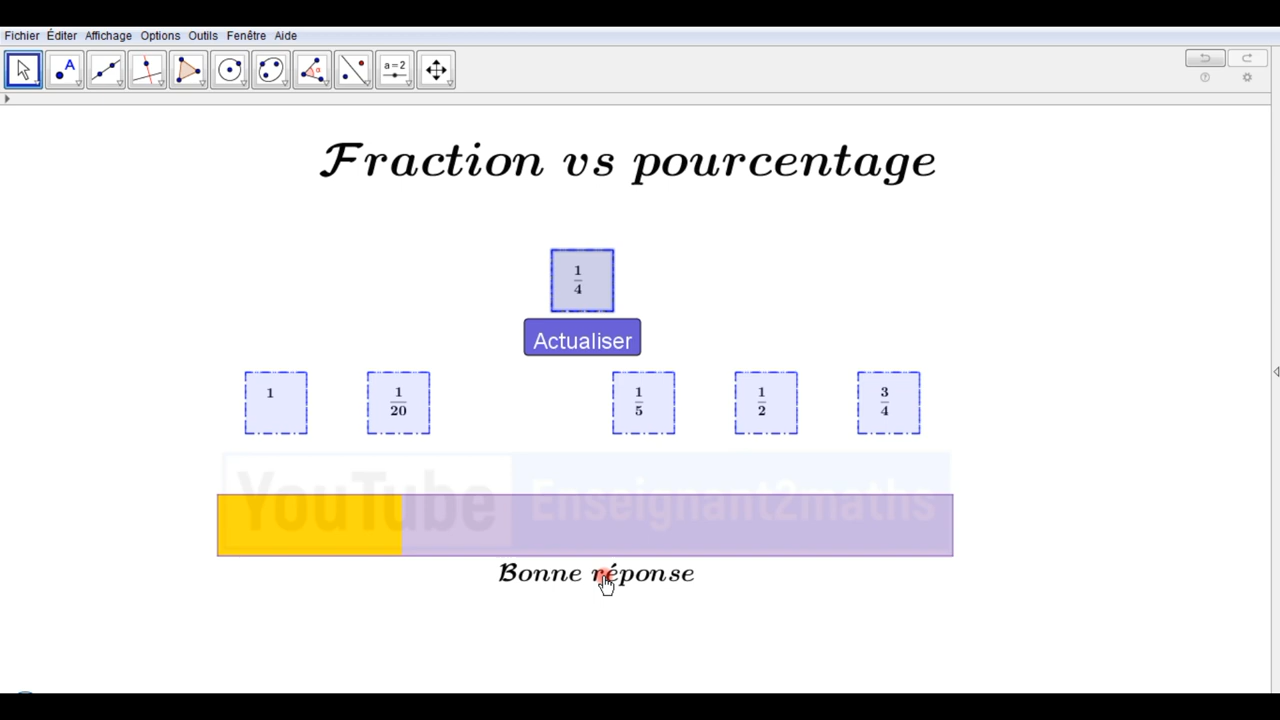 Fichier Éditer Affichage Options Outils Fenêtre Aide
A
a=2
Fraction vs pourcentage
1/4
Actualiser
1 1/20 1/5 1/2 3/4
YouTube Enseignant2maths
Bonne réponse